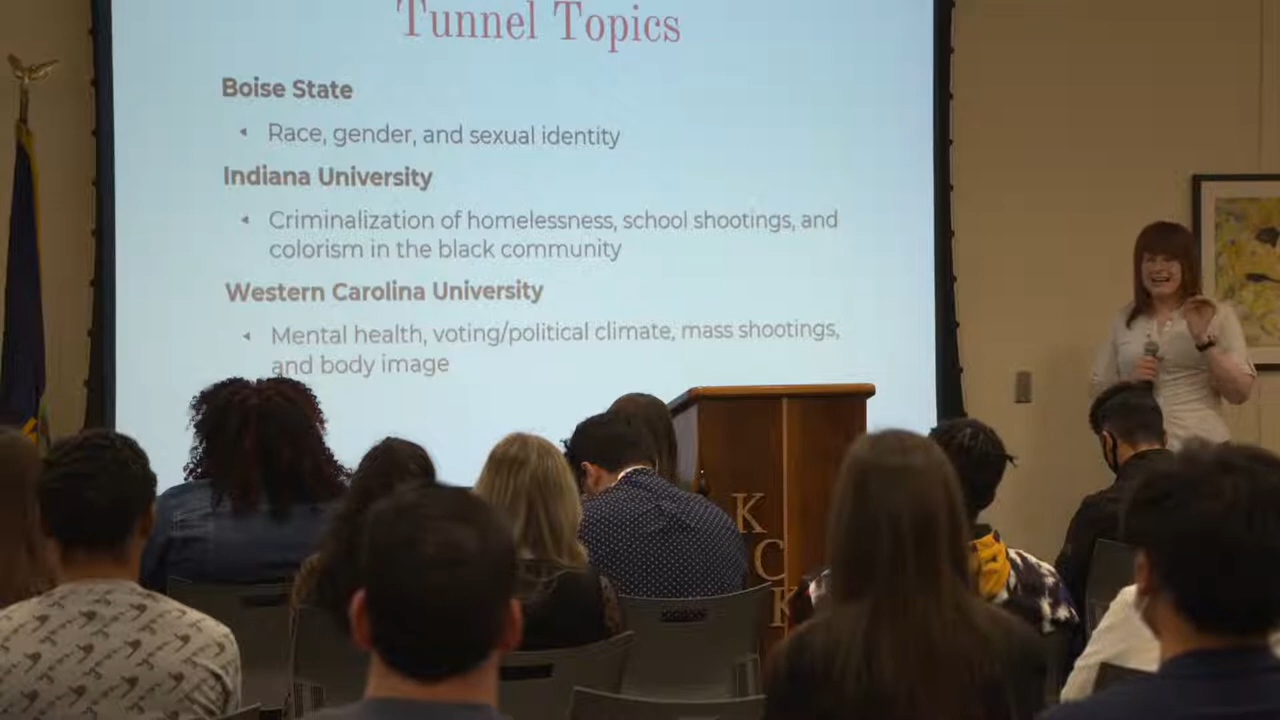 Tunnel Topics
Boise State
Race, gender, and sexual identity
Indiana University
Criminalization of homelessness, school shootings, and
colorism in the black community
Western Carolina University
Mental health, voting/political climate, mass shootings,
and body image
K
C
K